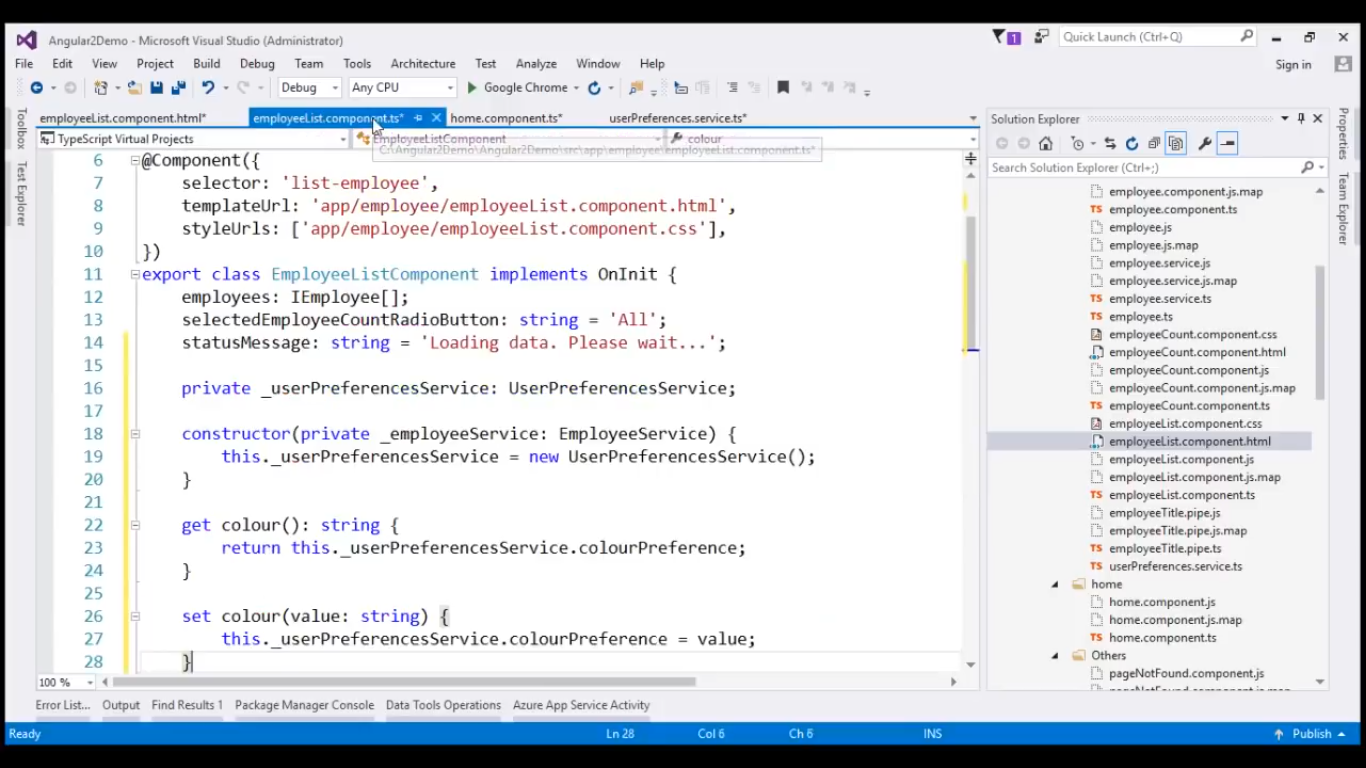 Angular2Demo - Microsoft Visual Studio (Administrator)
1
Quick Launch (Ctrl+Q)
File Edit View Project Build Debug Team Tools Architecture Test Analyze Window Help
Sign in
Debug Any CPU Google Chrome
employeeList.component.html* employeeList.component.ts* home.component.ts* userPreferences.service.ts*
TypeScript Virtual Projects EmployeeListComponent colour
C:\Angular2Demo\Angular2Demo\src\app\employee\employeeList.component.ts*
Toolbox
Test Explorer
6 @Component({
7 selector: 'list-employee',
8 templateUrl: 'app/employee/employeeList.component.html',
9 styleUrls: ['app/employee/employeeList.component.css'],
10 })
11 export class EmployeeListComponent implements OnInit {
12 employees: IEmployee[];
13 selectedEmployeeCountRadioButton: string = 'All';
14 statusMessage: string = 'Loading data. Please wait...';
15
16 private _userPreferencesService: UserPreferencesService;
17
18 constructor(private _employeeService: EmployeeService) {
19 this._userPreferencesService = new UserPreferencesService();
20 }
21
22 get colour(): string {
23 return this._userPreferencesService.colourPreference;
24 }
25
26 set colour(value: string) {
27 this._userPreferencesService.colourPreference = value;
28 }
100 %
Solution Explorer
Search Solution Explorer (Ctrl+;)
employee.component.js.map
TS employee.component.ts
employee.js
employee.js.map
employee.service.js
employee.service.js.map
TS employee.service.ts
TS employee.ts
employeeCount.component.css
employeeCount.component.html
employeeCount.component.js
employeeCount.component.js.map
TS employeeCount.component.ts
employeeList.component.css
employeeList.component.html
employeeList.component.js
employeeList.component.js.map
TS employeeList.component.ts
employeeTitle.pipe.js
employeeTitle.pipe.js.map
TS employeeTitle.pipe.ts
TS userPreferences.service.ts
home
home.component.js
home.component.js.map
TS home.component.ts
Others
pageNotFound.component.js
pageNotFound.component.js.map
Properties
Team Explorer
Error List... Output Find Results 1 Package Manager Console Data Tools Operations Azure App Service Activity
Ready Ln 28 Col 6 Ch 6 INS Publish